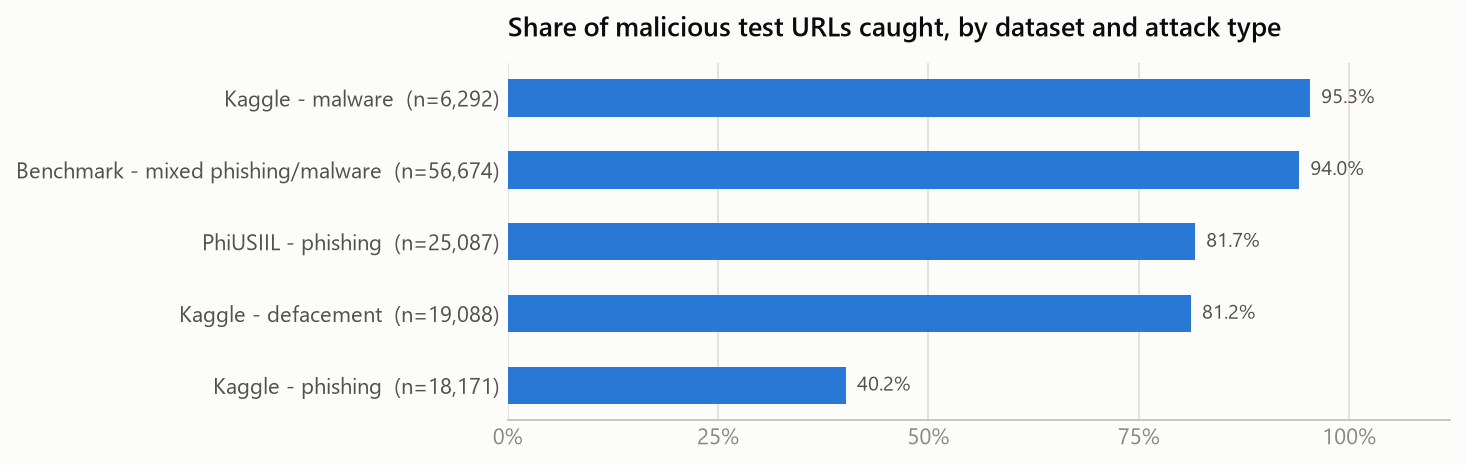 Share of malicious test URLs caught, by dataset and attack type
Kaggle - malware (n=6,292) 95.3%
Benchmark - mixed phishing/malware (n=56,674) 94.0%
PhiUSIIL - phishing (n=25,087) 81.7%
Kaggle - defacement (n=19,088) 81.2%
Kaggle - phishing (n=18,171) 40.2%
0% 25% 50% 75% 100%